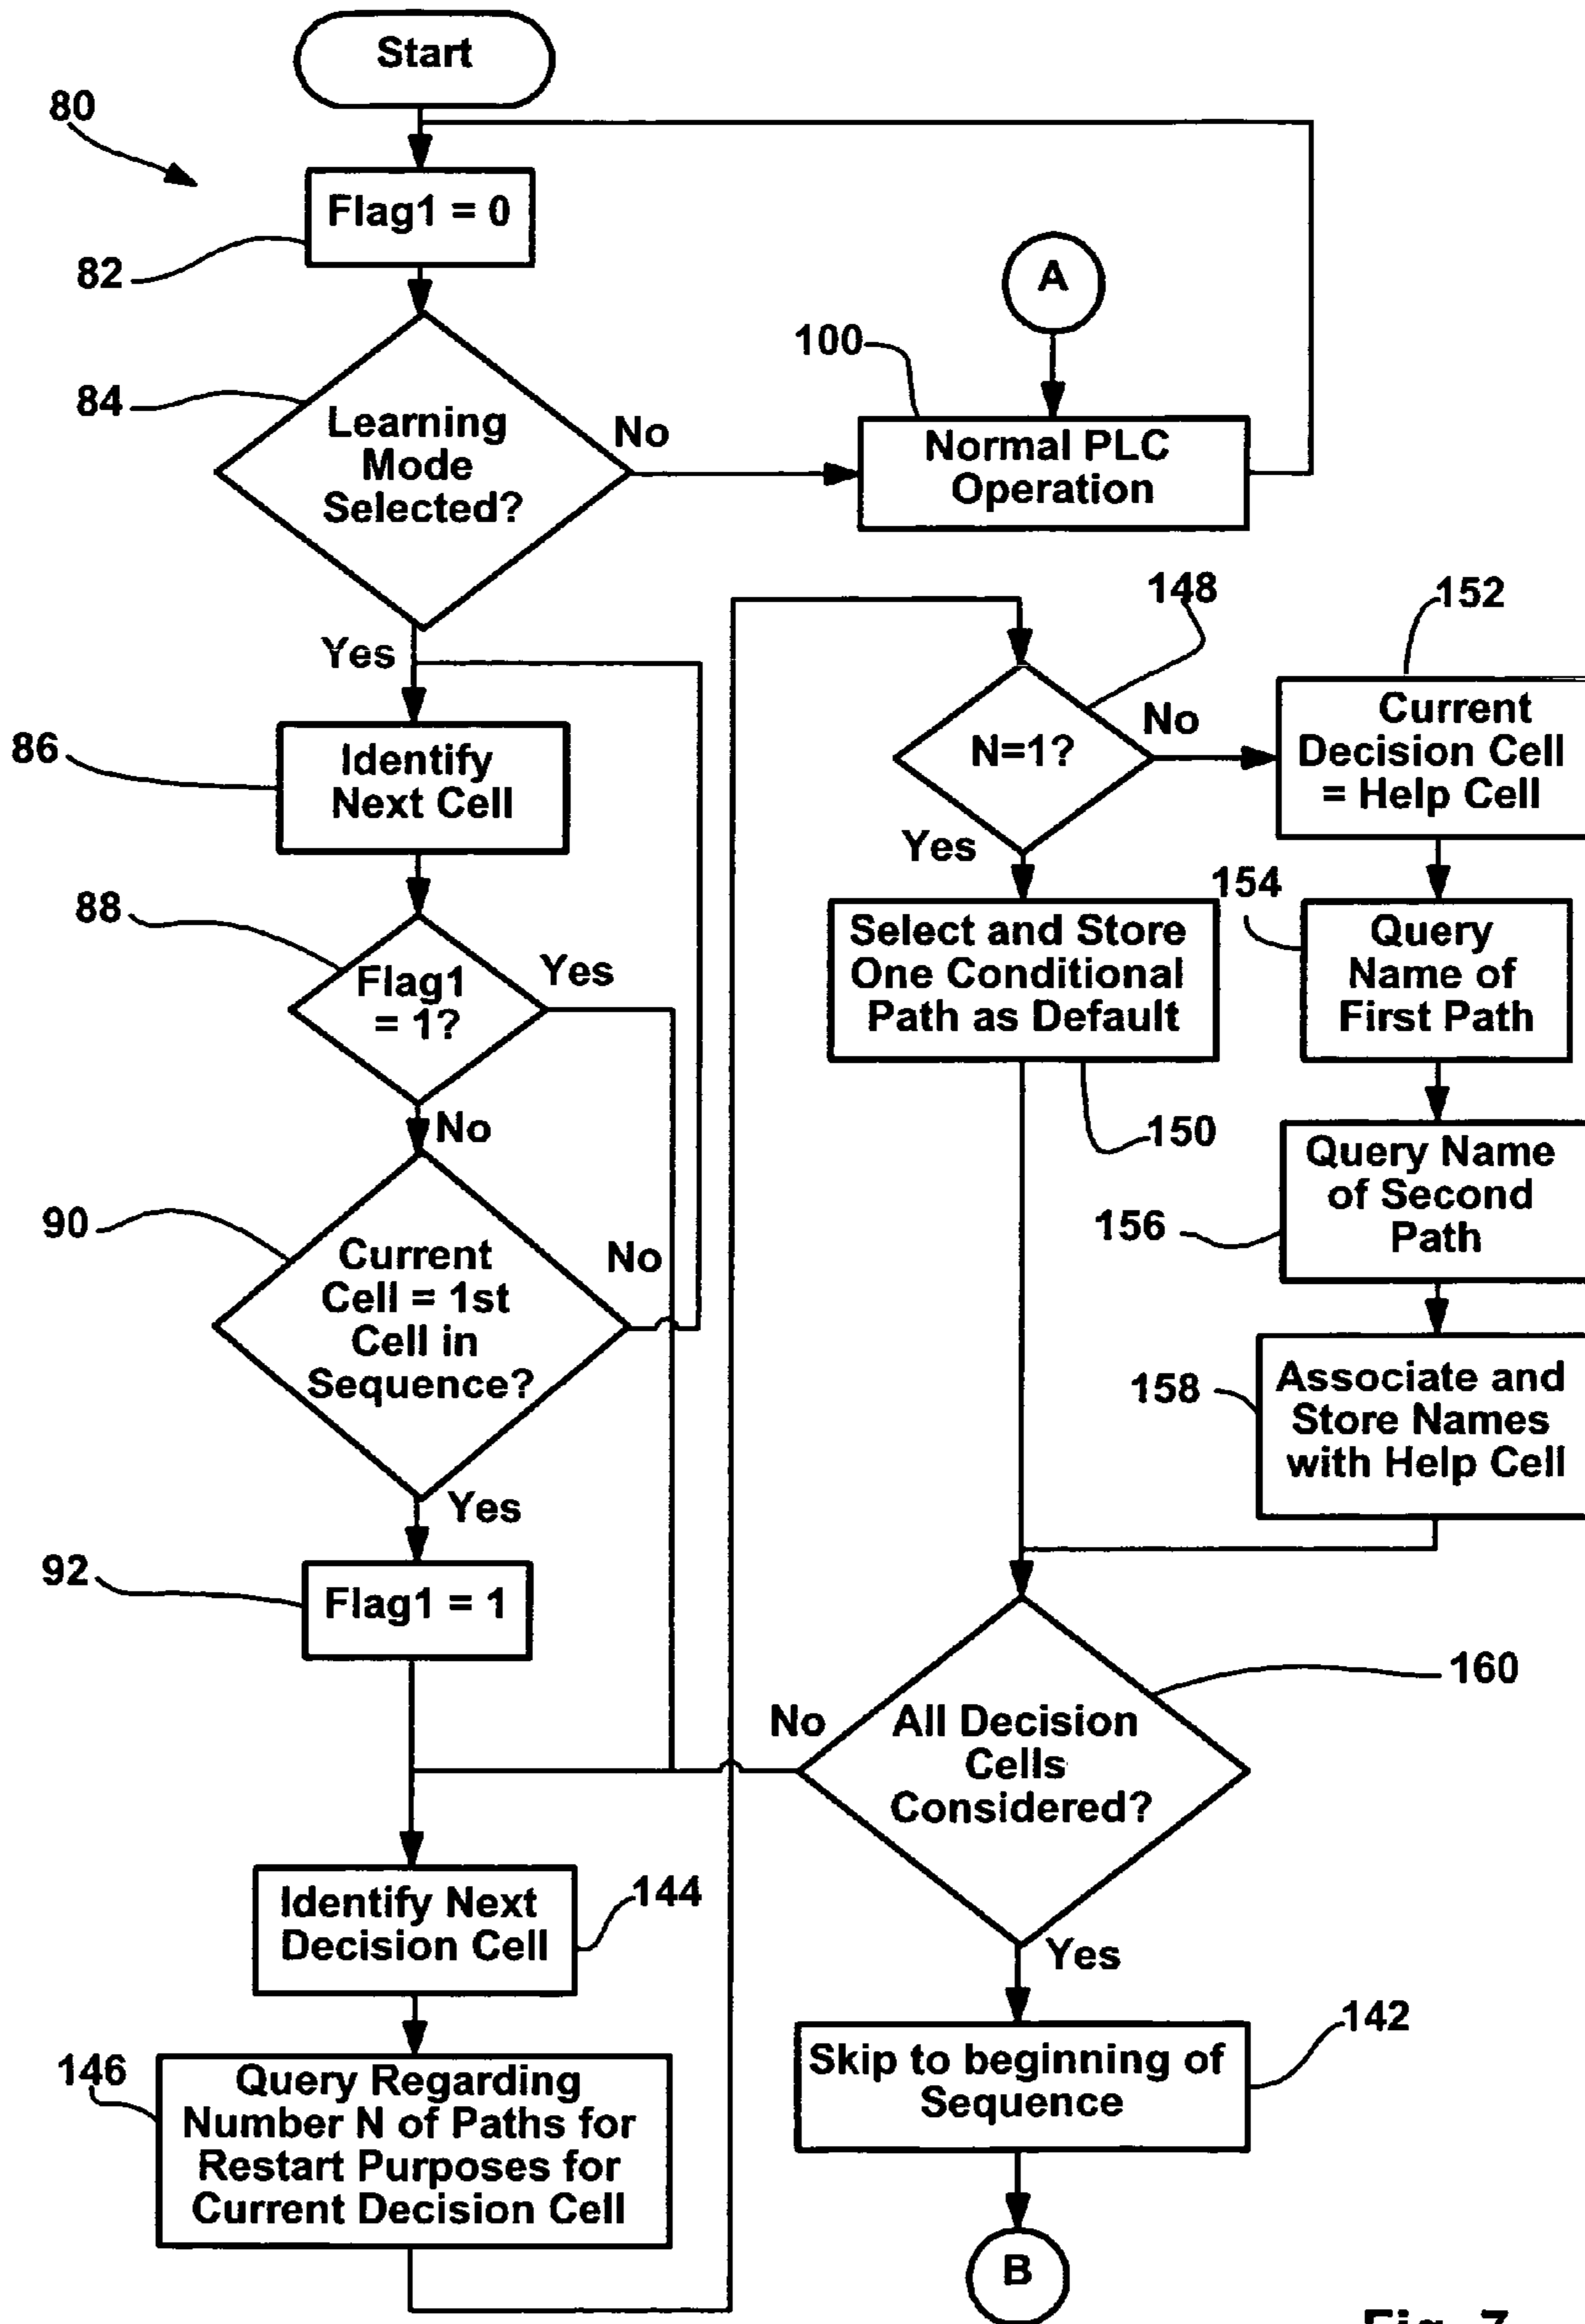 Start
80
Flag1 = 0
82
A
100
84
Learning
Mode
Selected?
No
Normal PLC
Operation
Yes
148
152
86
Identify
Next Cell
N=1?
No
Current
Decision Cell
= Help Cell
Yes
88
Flag1
= 1?
Yes
Select and Store
One Conditional
Path as Default
154
Query
Name of
First Path
No
150
90
Current
Cell = 1st
Cell in
Sequence?
No
156
Query Name
of Second
Path
158
Associate and
Store Names
with Help Cell
Yes
92
Flag1 = 1
160
No
All Decision
Cells
Considered?
Identify Next
Decision Cell
144
Yes
142
146
Query Regarding
Number N of Paths for
Restart Purposes for
Current Decision Cell
Skip to beginning of
Sequence
B
Fig. 7